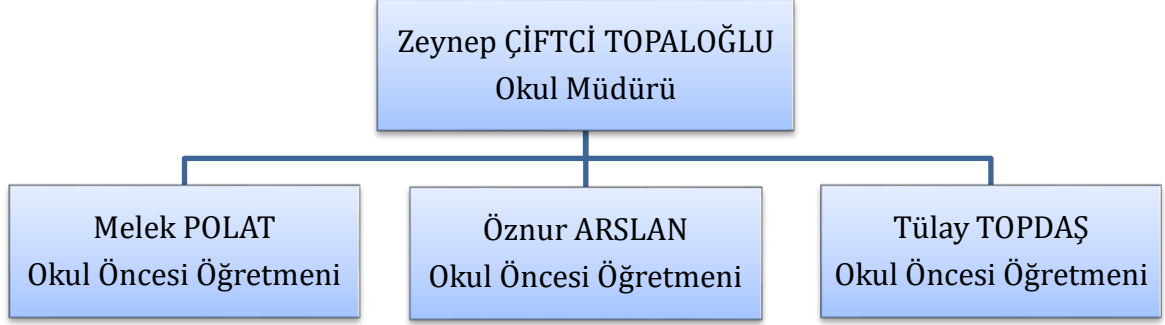 Zeynep ÇİFTCİ TOPALOĞLU
Okul Müdürü
Melek POLAT
Okul Öncesi Öğretmeni
Öznur ARSLAN
Okul Öncesi Öğretmeni
Tülay TOPDAŞ
Okul Öncesi Öğretmeni